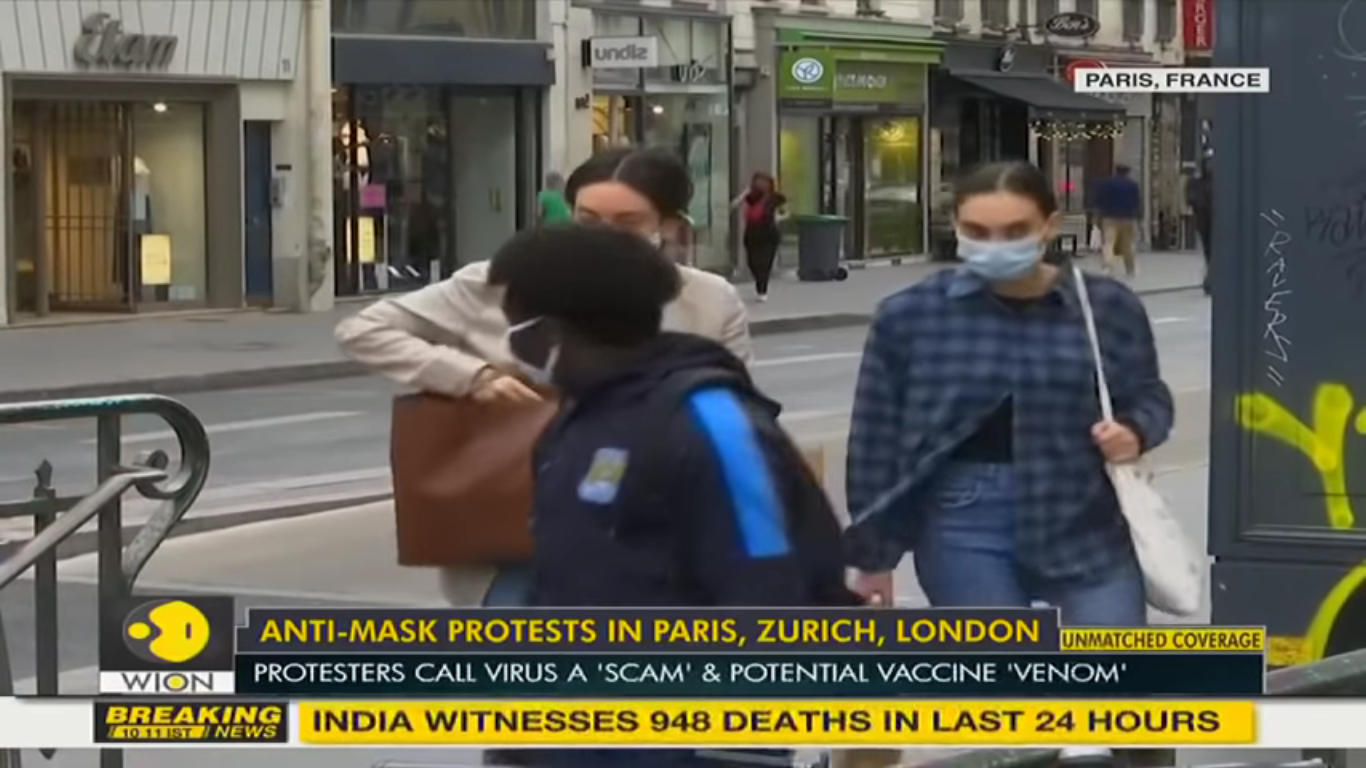 Etam
undiz
Bon's
PARIS, FRANCE
ANTI-MASK PROTESTS IN PARIS, ZURICH, LONDON
UNMATCHED COVERAGE
PROTESTERS CALL VIRUS A 'SCAM' & POTENTIAL VACCINE 'VENOM'
WION
BREAKING
10:11 IST NEWS
INDIA WITNESSES 948 DEATHS IN LAST 24 HOURS